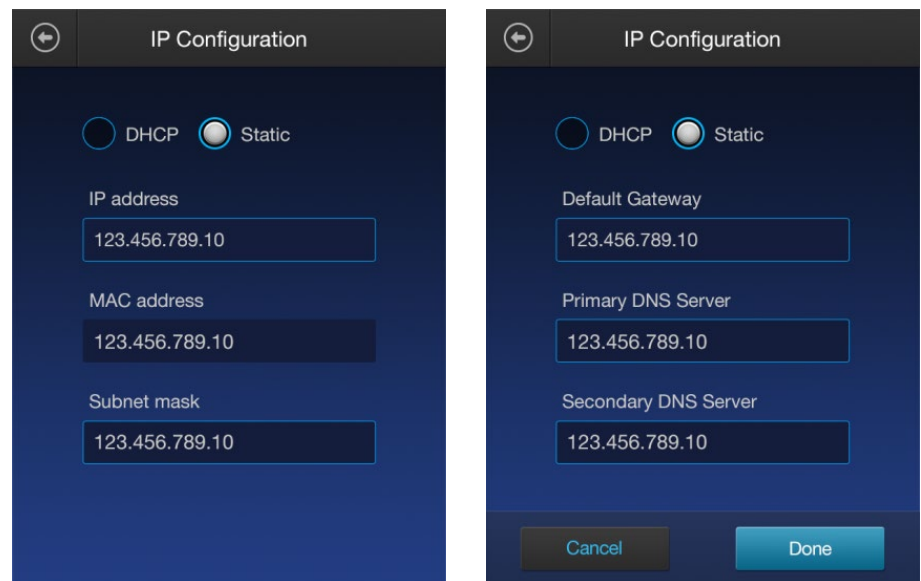 IP Configuration
DHCP Static
IP address
123.456.789.10
MAC address
123.456.789.10
Subnet mask
123.456.789.10
IP Configuration
DHCP Static
Default Gateway
123.456.789.10
Primary DNS Server
123.456.789.10
Secondary DNS Server
123.456.789.10
Cancel Done